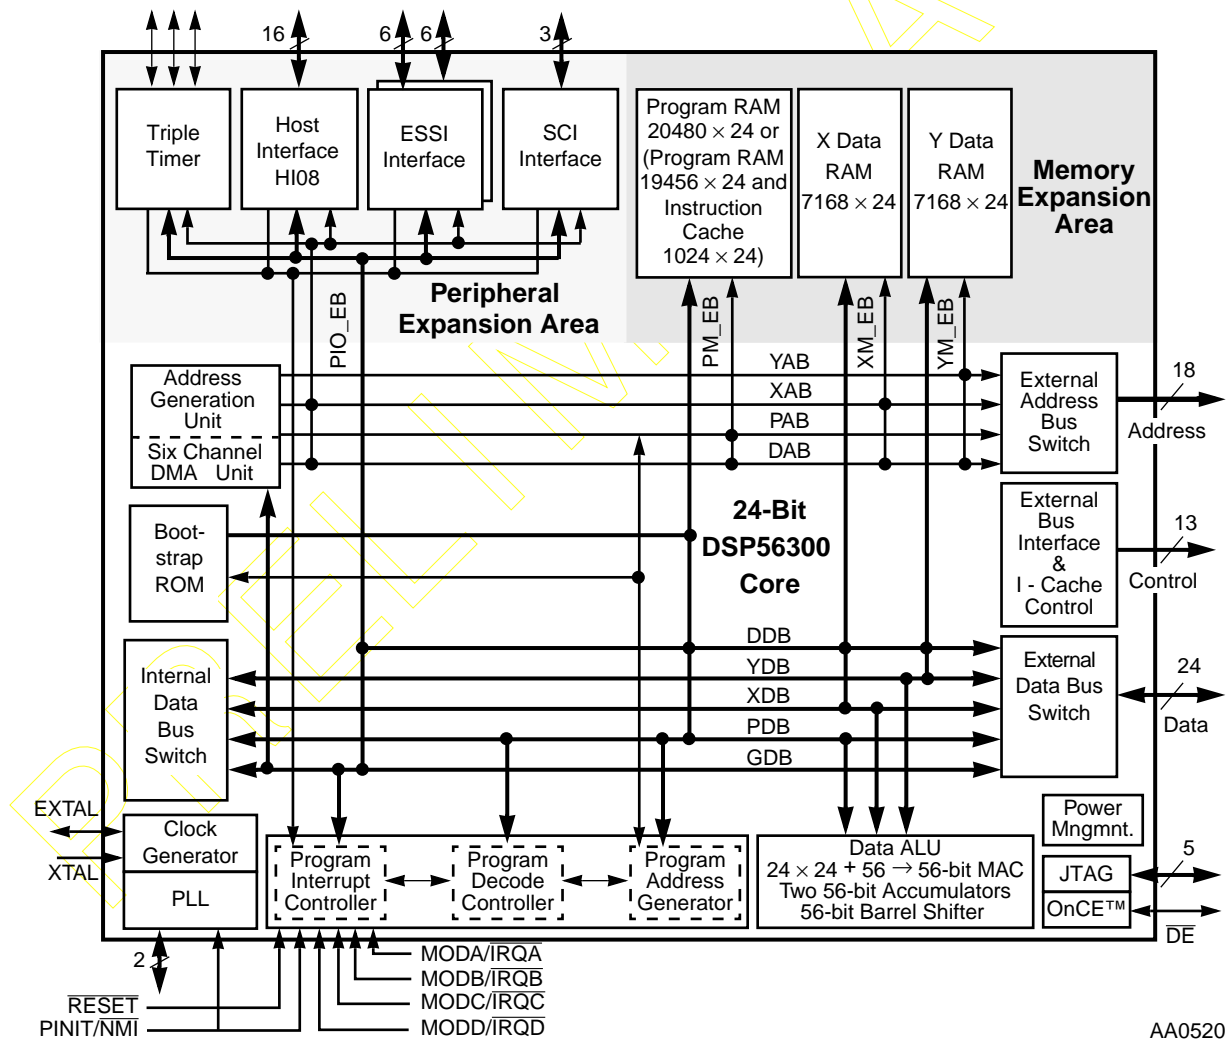 16
6
6
3
Triple
Timer
Host
Interface
HI08
ESSI
Interface
SCI
Interface
Program RAM
20480 × 24 or
(Program RAM
19456 × 24 and
Instruction
Cache
1024 × 24)
X Data
RAM
7168 × 24
Y Data
RAM
7168 × 24
Memory
Expansion
Area
Peripheral
Expansion Area
PIO_EB
PM_EB
XM_EB
YM_EB
Address
Generation
Unit
Six Channel
DMA Unit
YAB
XAB
PAB
DAB
External
Address
Bus
Switch
18
Address
Boot-
strap
ROM
24-Bit
DSP56300
Core
External
Bus
Interface
&
I - Cache
Control
13
Control
Internal
Data
Bus
Switch
DDB
YDB
XDB
PDB
GDB
External
Data Bus
Switch
24
Data
EXTAL
XTAL
Clock
Generator
PLL
2
Program
Interrupt
Controller
Program
Decode
Controller
Program
Address
Generator
Data ALU
24 × 24 + 56 → 56-bit MAC
Two 56-bit Accumulators
56-bit Barrel Shifter
Power
Mngmnt.
JTAG
OnCE™
5
DE
RESET
PINIT/NMI
MODA/IRQA
MODB/IRQB
MODC/IRQC
MODD/IRQD
AA0520
PRELIMINARY